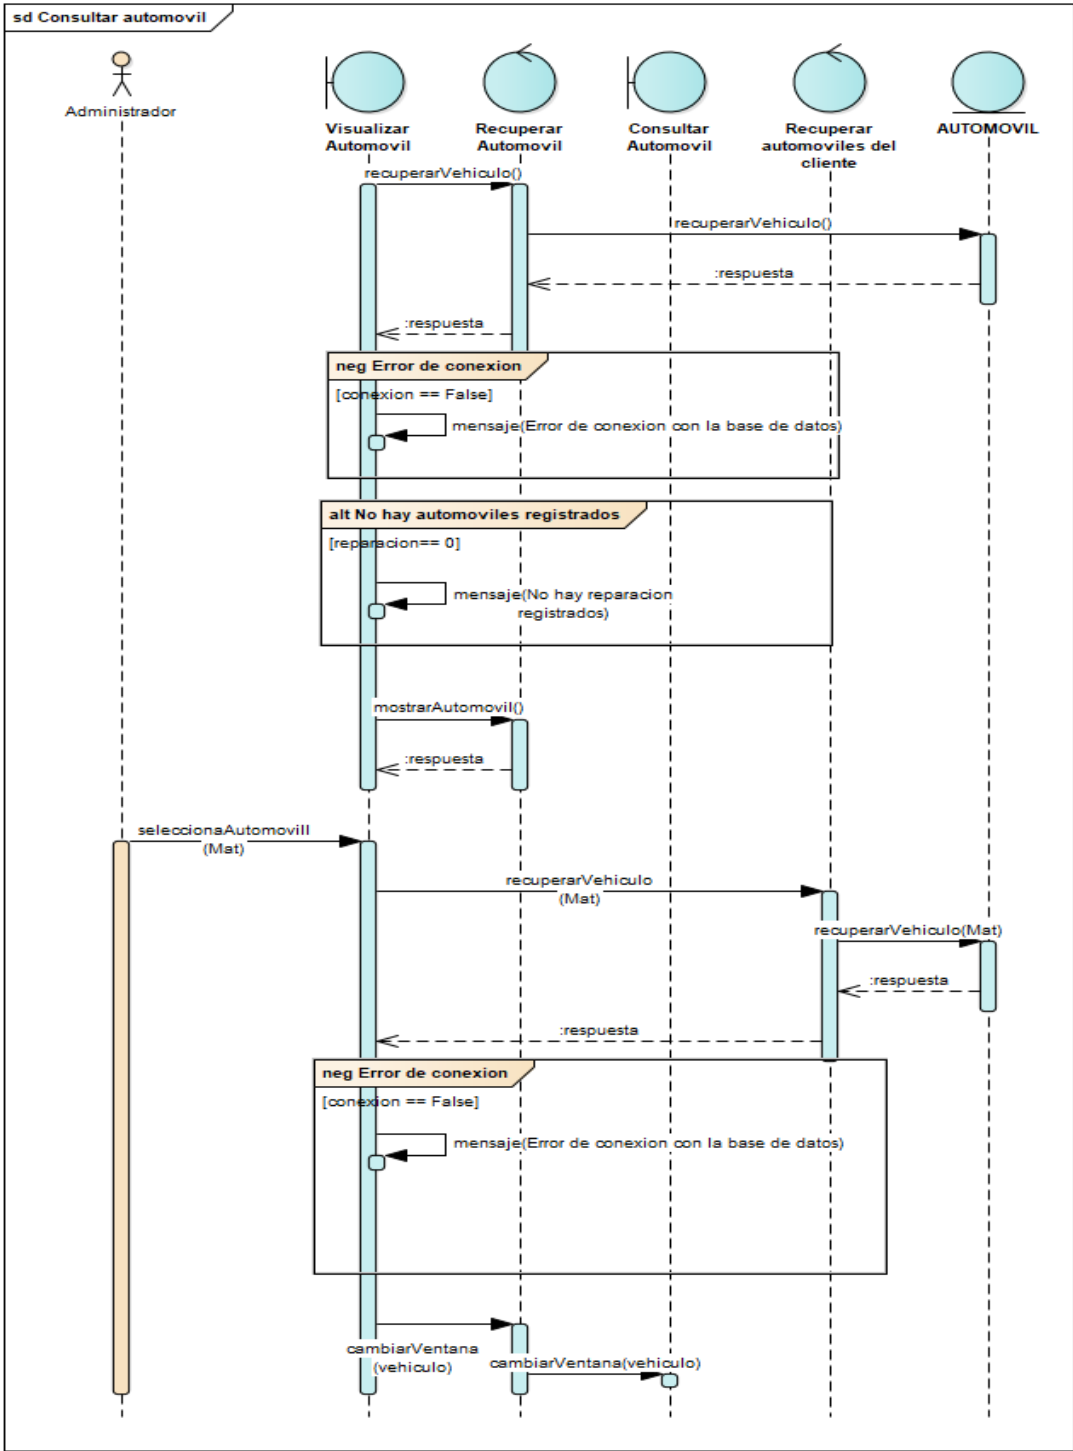 sd Consultar automovil
Administrador
Visualizar
Automovil
Recuperar
Automovil
Consultar
Automovil
Recuperar
automoviles del
cliente
AUTOMOVIL
recuperarVehiculo()
recuperarVehiculo()
:respuesta
:respuesta
neg Error de conexion
[conexion == False]
mensaje(Error de conexion con la base de datos)
alt No hay automoviles registrados
[reparacion== 0]
mensaje(No hay reparacion
registrados)
mostrarAutomovil()
:respuesta
seleccionaAutomovill
(Mat)
recuperarVehiculo
(Mat)
recuperarVehiculo(Mat)
:respuesta
:respuesta
neg Error de conexion
[conexion == False]
mensaje(Error de conexion con la base de datos)
cambiarVentana
(vehiculo)
cambiarVentana(vehiculo)